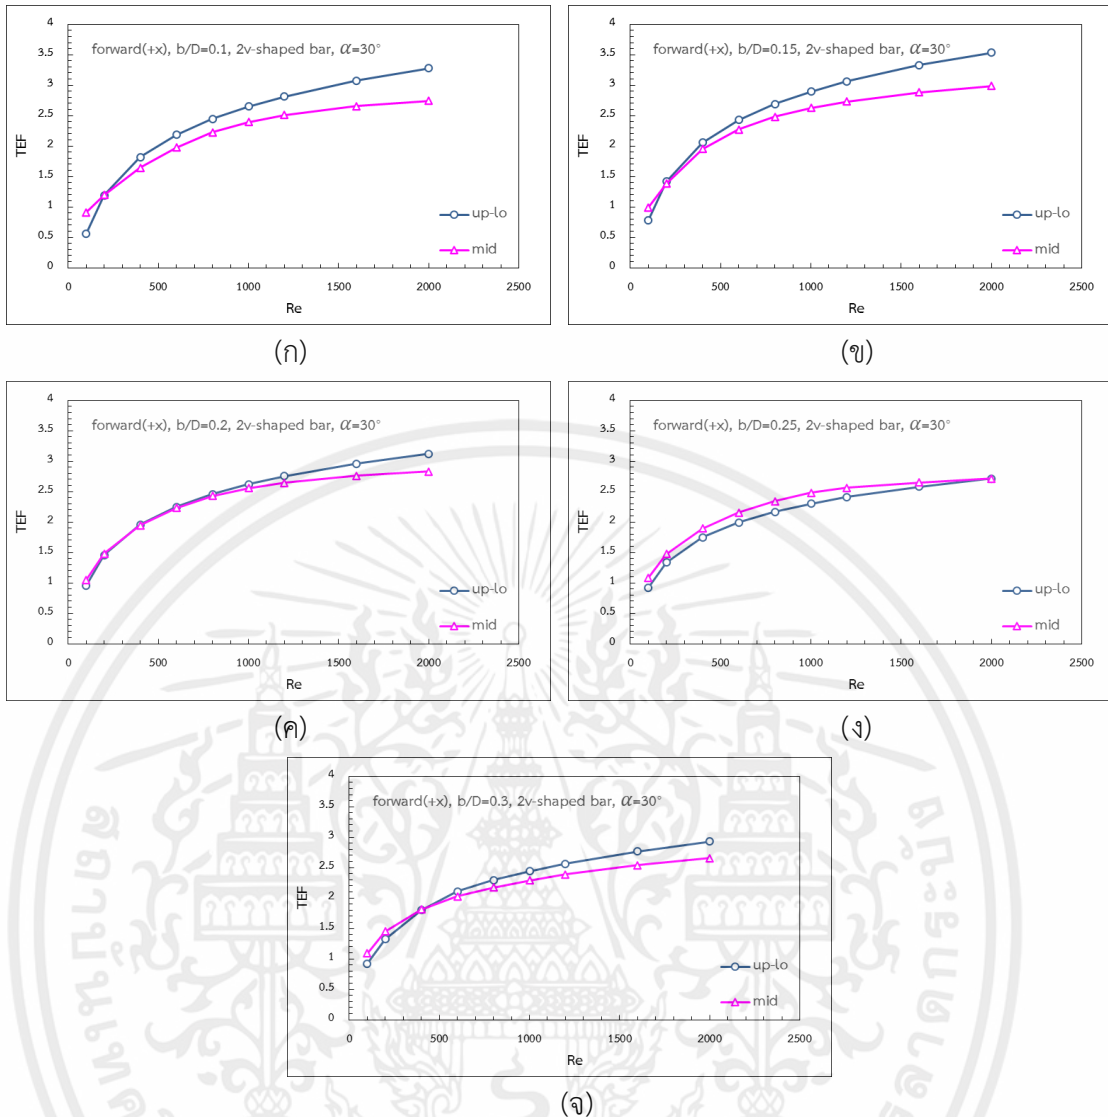 forward(+x), b/D=0.1, 2v-shaped bar, α=30°
4
3.5
3
2.5
2
1.5
1
0.5
0
TEF
0 500 1000 1500 2000 2500
Re
up-lo
mid
(ก)
forward(+x), b/D=0.15, 2v-shaped bar, α=30°
4
3.5
3
2.5
2
1.5
1
0.5
0
TEF
0 500 1000 1500 2000 2500
Re
up-lo
mid
(ข)
forward(+x), b/D=0.2, 2v-shaped bar, α=30°
4
3.5
3
2.5
2
1.5
1
0.5
0
TEF
0 500 1000 1500 2000 2500
Re
up-lo
mid
(ค)
forward(+x), b/D=0.25, 2v-shaped bar, α=30°
4
3.5
3
2.5
2
1.5
1
0.5
0
TEF
0 500 1000 1500 2000 2500
Re
up-lo
mid
(ง)
forward(+x), b/D=0.3, 2v-shaped bar, α=30°
4
3.5
3
2.5
2
1.5
1
0.5
0
TEF
0 500 1000 1500 2000 2500
Re
up-lo
mid
(จ)